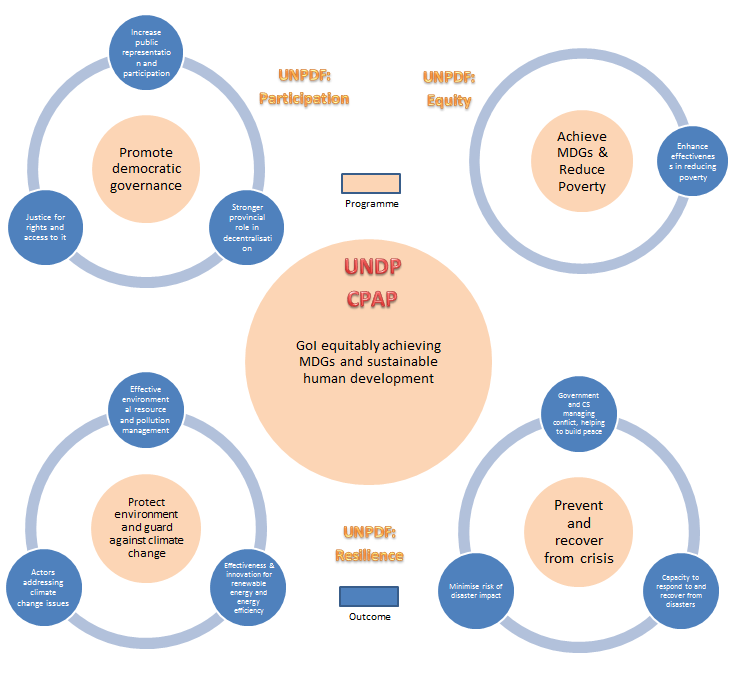 Increase
public
representatio
n and
participation
Promote
democratic
governance
Justice for
rights and
access to it
Stronger
provincial
role in
decentralisati
on
UNPDF:
Participation
UNPDF:
Equity
Achieve
MDGs &
Reduce
Poverty
Enhance
effectivenes
s in reducing
poverty
Programme
UNDP
CPAP
GoI equitably achieving
MDGs and sustainable
human development
Effective
environment
al resource
and pollution
management
Protect
environment
and guard
against climate
change
Actors
addressing
climate
change issues
Effectiveness &
innovation for
renewable
energy and
energy
efficiency
UNPDF:
Resilience
Outcome
Government
and CS
managing
conflict, helping
to build peace
Prevent
and
recover
from crisis
Minimise risk of
disaster impact
Capacity to
respond to and
recover from
disasters